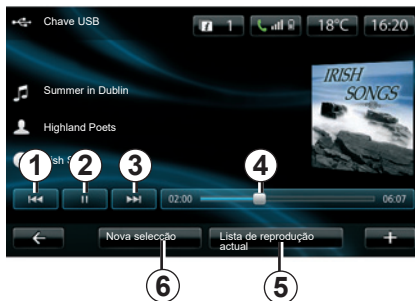 Chave USB
1
18°C
16:20
IRISH
SONGS
Summer in Dublin
Highland Poets
1
2
3
4
02:00
06:07
Nova selecção
Lista de reprodução
actual
6
5